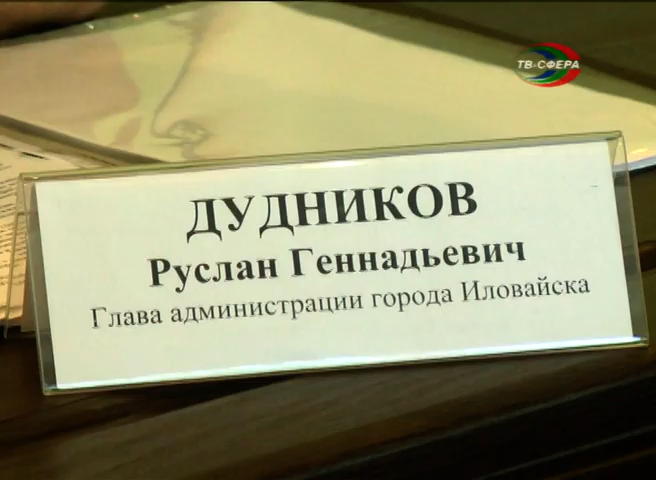 ТВ-СФЕРА
ДУДНИКОВ
Руслан Геннадьевич
Глава администрации города Иловайска